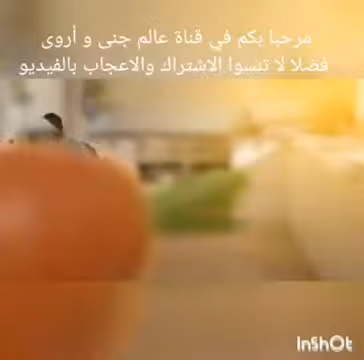 مرحبا بكم في قناة عالم جنى و أروى
فضلا لا تنسوا الاشتراك والاعجاب بالفيديو
InShOt